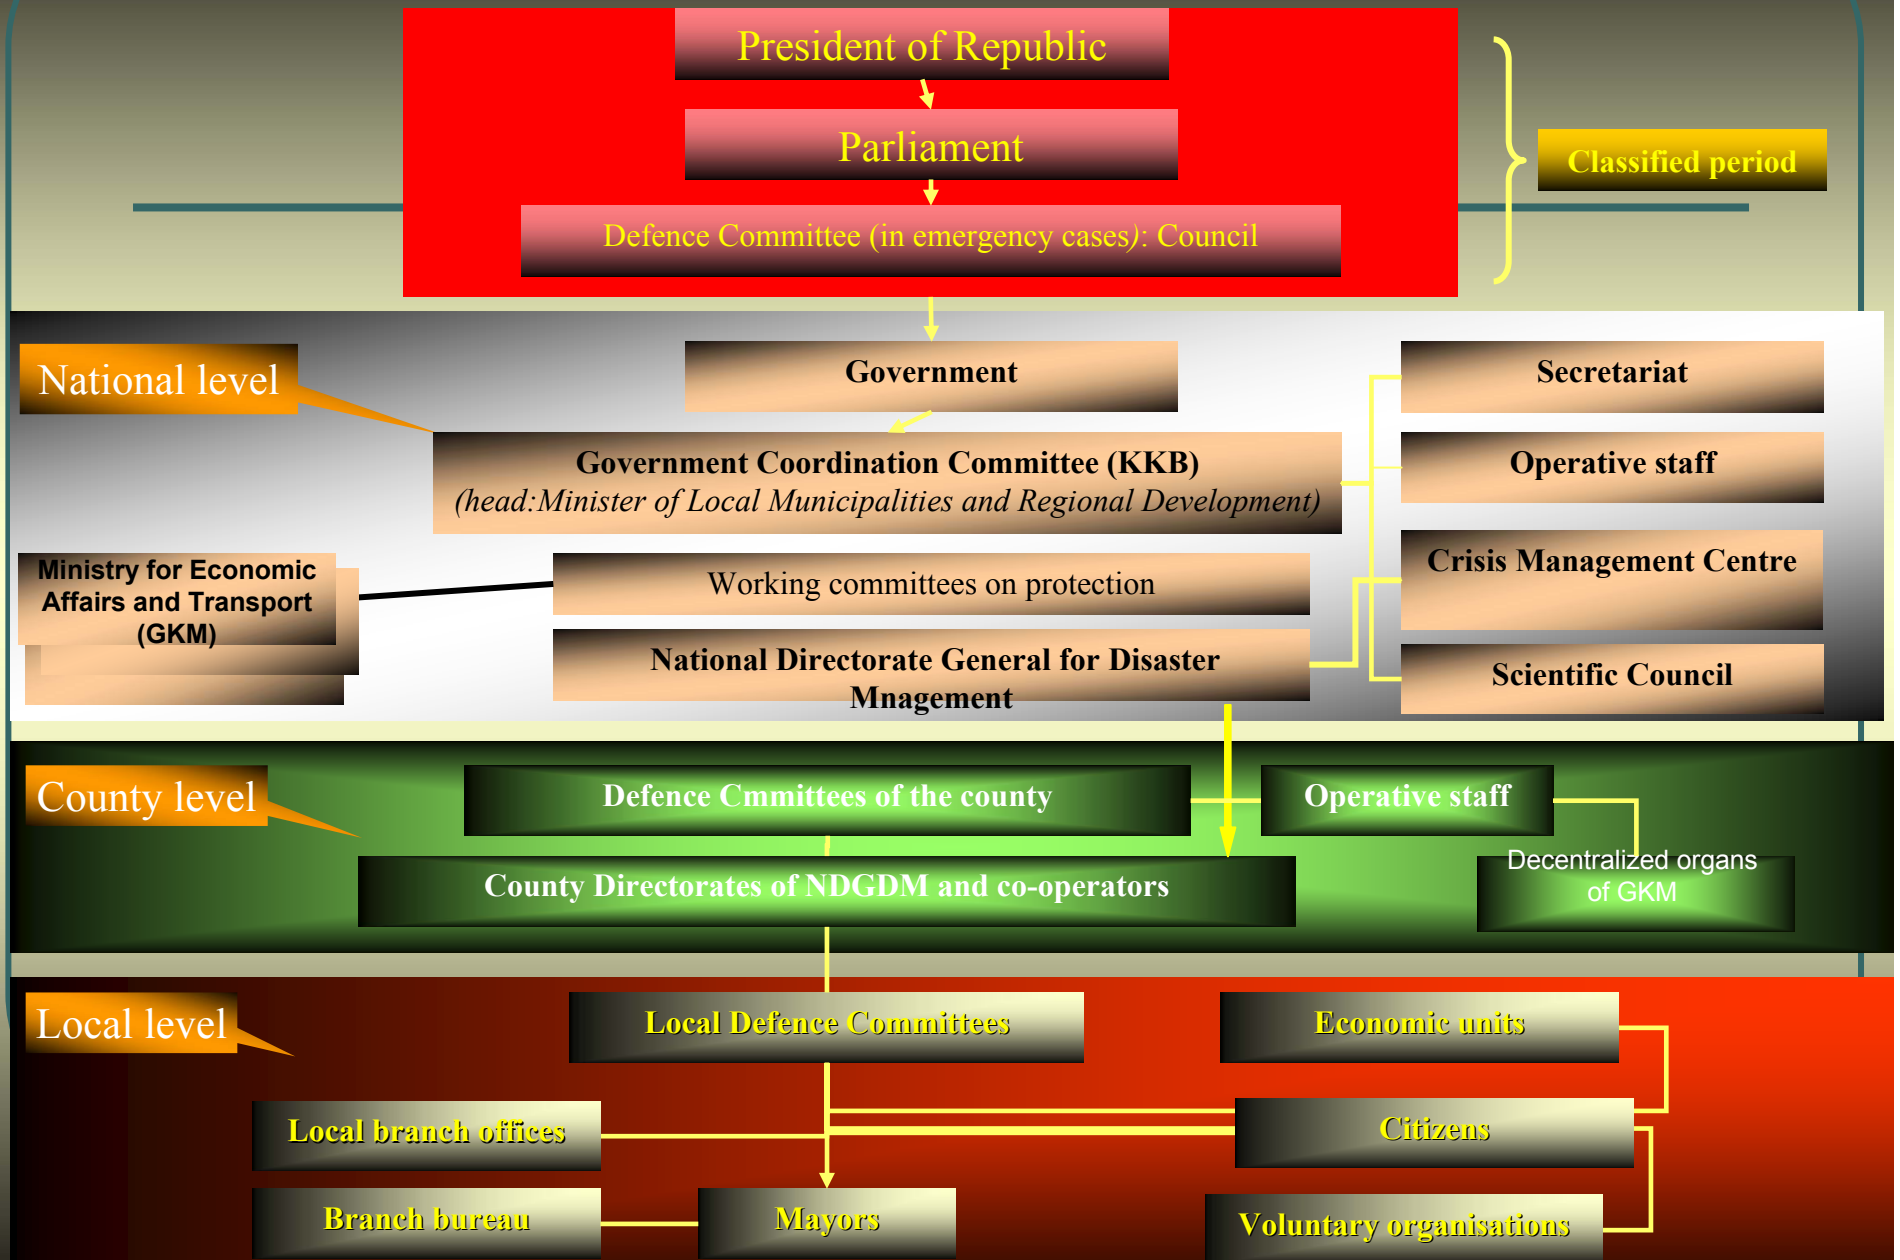 President of Republic
Parliament
Classified period
Defence Committee (in emergency cases): Council
National level
Government
Secretariat
Government Coordination Committee (KKB)
(head:Minister of Local Municipalities and Regional Development)
Operative staff
Ministry for Economic
Affairs and Transport
(GKM)
Working committees on protection
Crisis Management Centre
National Directorate General for Disaster
Mnagement
Scientific Council
County level
Defence Cmmittees of the county
Operative staff
County Directorates of NDGDM and co-operators
Decentralized organs
of GKM
Local level
Local Defence Committees
Economic units
Local branch offices
Citizens
Branch bureau
Mayors
Voluntary organisations